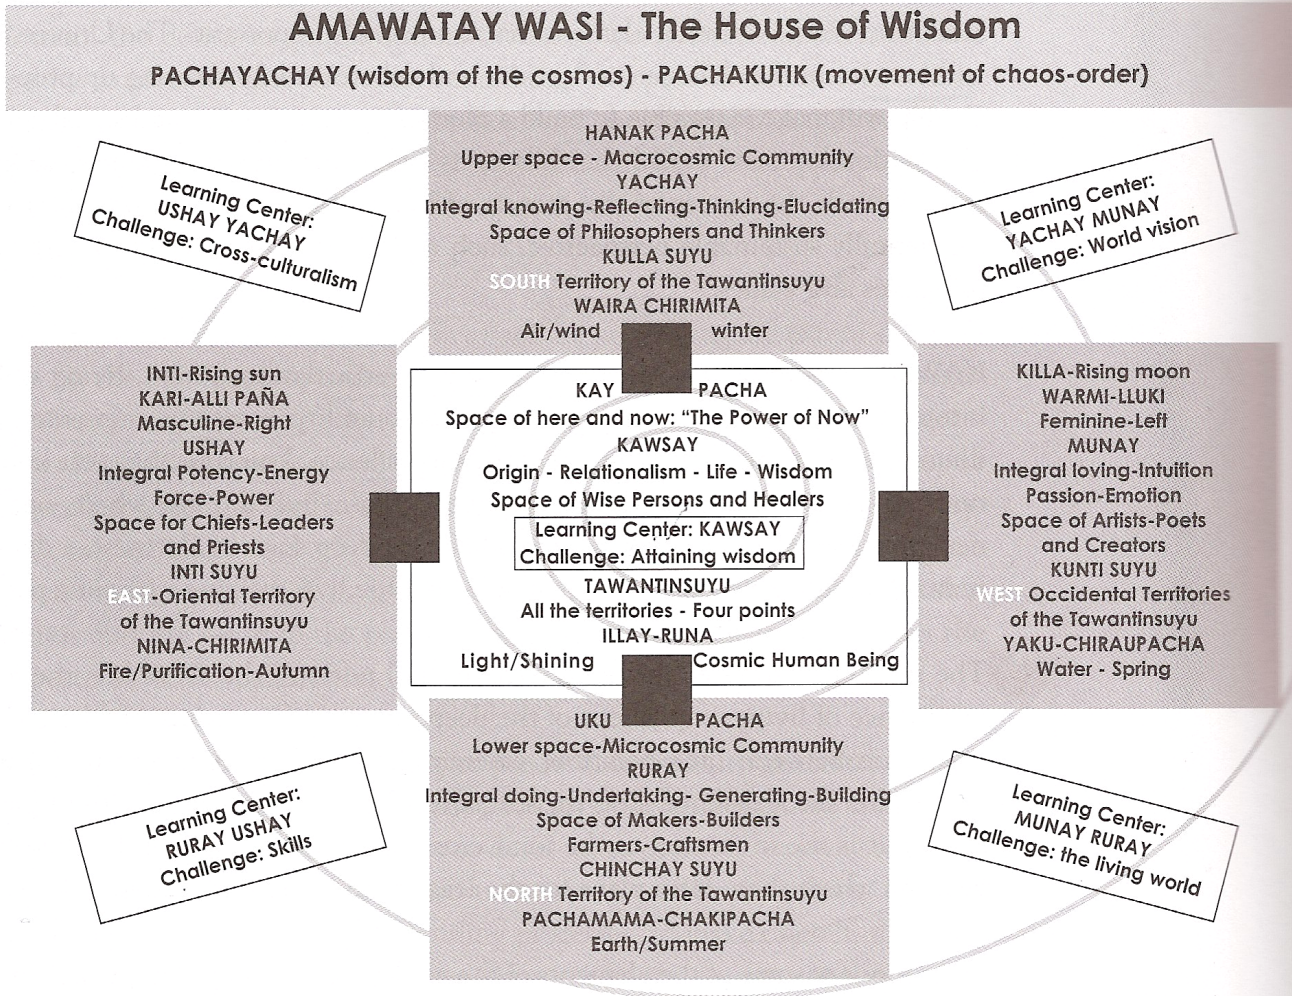 AMAWATAY WASI - The House of Wisdom
PACHAYACHAY (wisdom of the cosmos) - PACHAKUTIK (movement of chaos-order)
HANAK PACHA
Upper space - Macrocosmic Community
YACHAY
Integral knowing-Reflecting-Thinking-Elucidating
Space of Philosophers and Thinkers
KULLA SUYU
SOUTH Territory of the Tawantinsuyu
WAIRA CHIRIMITA
Air/wind winter
Learning Center:
USHAY YACHAY
Challenge: Cross-culturalism
Learning Center:
YACHAY MUNAY
Challenge: World vision
INTI-Rising sun
KARI-ALLI PAÑA
Masculine-Right
USHAY
Integral Potency-Energy
Force-Power
Space for Chiefs-Leaders
and Priests
INTI SUYU
EAST-Oriental Territory
of the Tawantinsuyu
NINA-CHIRIMITA
Fire/Purification-Autumn
KAY PACHA
Space of here and now: “The Power of Now”
KAWSAY
Origin - Relationalism - Life - Wisdom
Space of Wise Persons and Healers
Learning Center: KAWSAY
Challenge: Attaining wisdom
TAWANTINSUYU
All the territories - Four points
ILLAY-RUNA
Light/Shining Cosmic Human Being
KILLA-Rising moon
WARMI-LLUKI
Feminine-Left
MUNAY
Integral loving-Intuition
Passion-Emotion
Space of Artists-Poets
and Creators
KUNTI SUYU
WEST Occidental Territories
of the Tawantinsuyu
YAKU-CHIRAUPACHA
Water - Spring
UKU PACHA
Lower space-Microcosmic Community
RURAY
Integral doing-Undertaking- Generating-Building
Space of Makers-Builders
Farmers-Craftsmen
CHINCHAY SUYU
NORTH Territory of the Tawantinsuyu
PACHAMAMA-CHAKIPACHA
Earth/Summer
Learning Center:
RURAY USHAY
Challenge: Skills
Learning Center:
MUNAY RURAY
Challenge: the living world